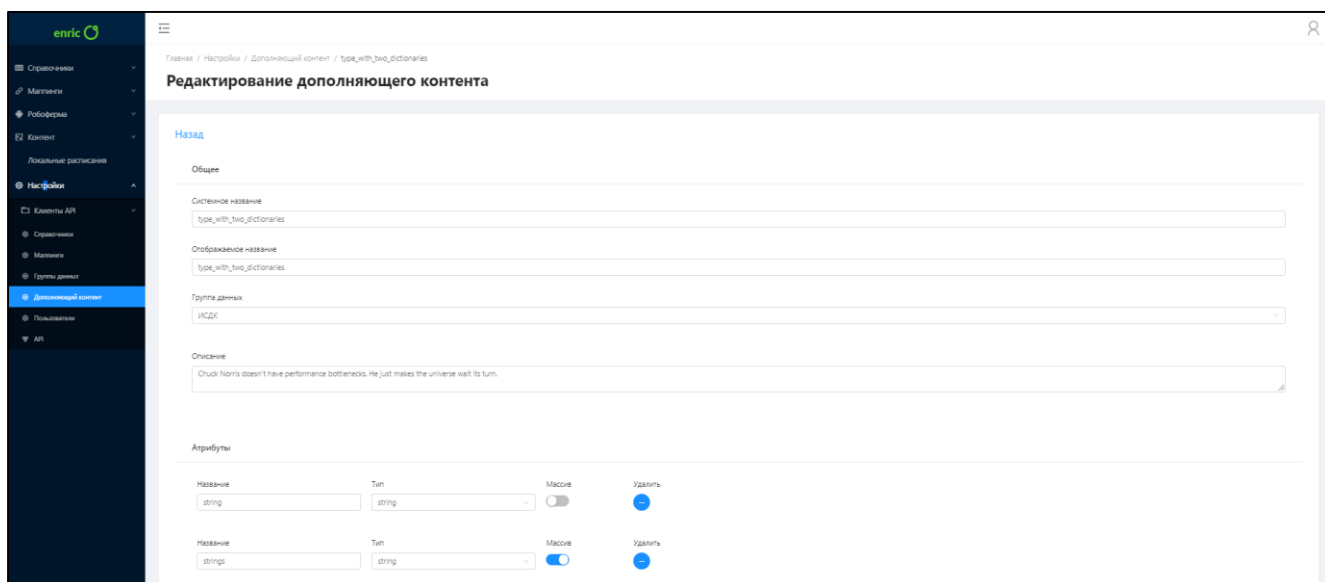 enric
Справочники
Маппинги
Робоферма
Контент
Локальные расписания
Настройки
Клиенты API
Справочники
Маппинги
Группы данных
Дополняющий контент
Пользователи
API
Главная / Настройки / Дополняющий контент / type_with_two_dictionaries
Редактирование дополняющего контента
Назад
Общее
Системное название
type_with_two_dictionaries
Отображаемое название
type_with_two_dictionaries
Группа данных
ИСДК
Описание
Chuck Norris doesn't have performance bottlenecks. He just makes the universe wait its turn.
Атрибуты
Название Тип Массив Удалить
string string
Название Тип Массив Удалить
strings string